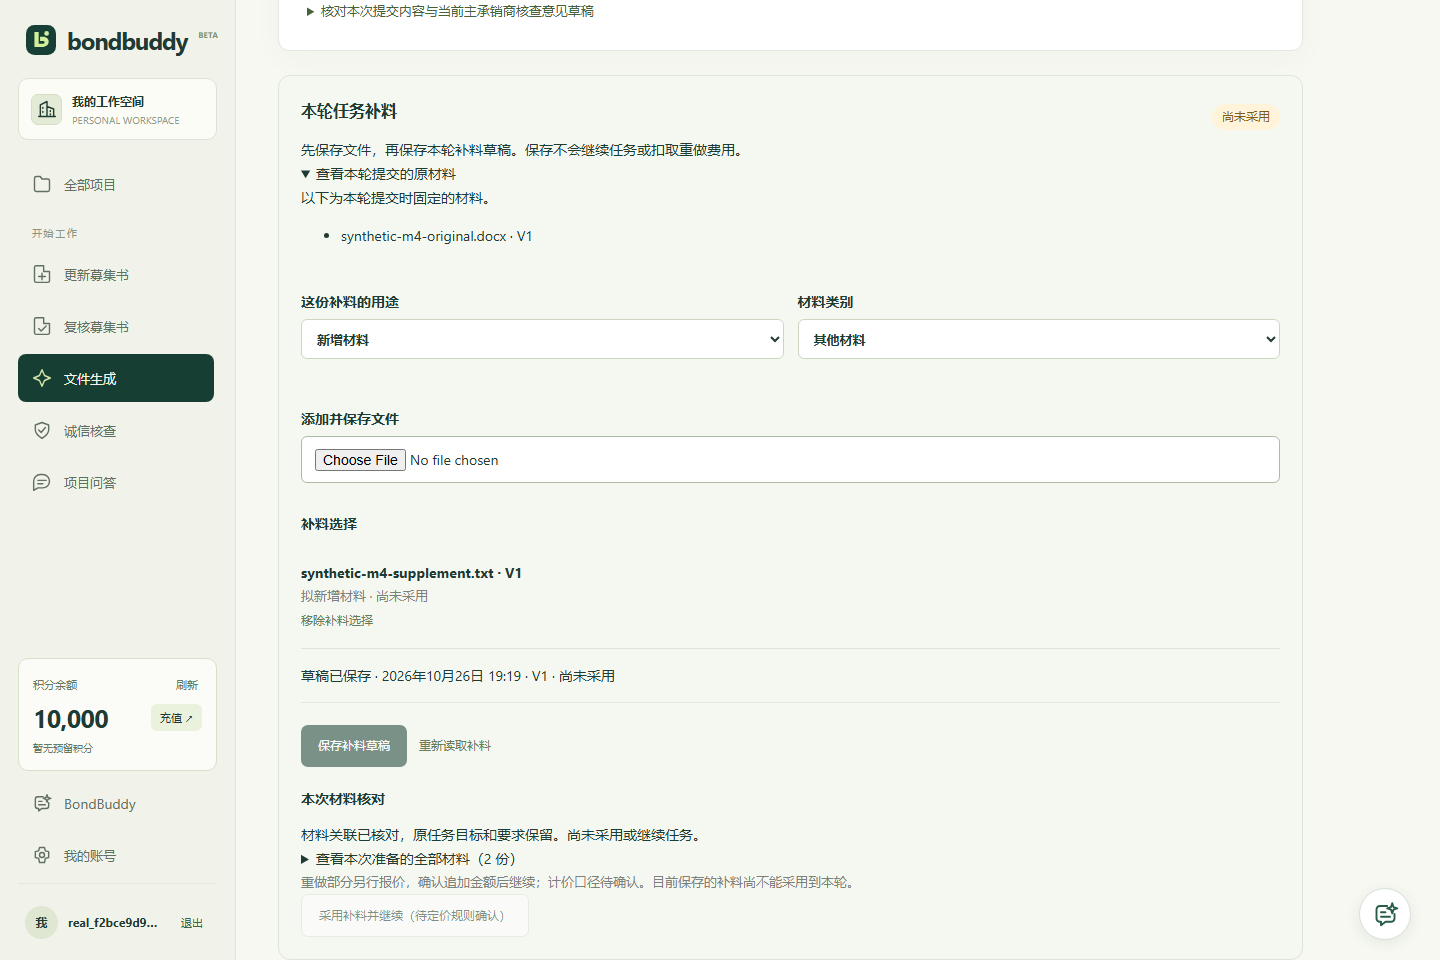 bondbuddy BETA
我的工作空间
PERSONAL WORKSPACE
全部项目
开始工作
更新募集书
复核募集书
文件生成
诚信核查
项目问答
积分余额 刷新
10,000 充值 ↗
暂无预留积分
BondBuddy
我的账号
我 real_f2bce9d9... 退出
▶ 核对本次提交内容与当前主承销商核查意见草稿
本轮任务补料
尚未采用
先保存文件，再保存本轮补料草稿。保存不会继续任务或扣取重做费用。
▼ 查看本轮提交的原材料
以下为本轮提交时固定的材料。
• synthetic-m4-original.docx · V1
这份补料的用途 材料类别
新增材料 其他材料
添加并保存文件
Choose File No file chosen
补料选择
synthetic-m4-supplement.txt · V1
拟新增材料 · 尚未采用
移除补料选择
草稿已保存 · 2026年10月26日 19:19 · V1 · 尚未采用
保存补料草稿 重新读取补料
本次材料核对
材料关联已核对，原任务目标和要求保留。尚未采用或继续任务。
▶ 查看本次准备的全部材料（2 份）
重做部分另行报价，确认追加金额后继续；计价口径待确认。目前保存的补料尚不能采用到本轮。
采用补料并继续（待定价规则确认）